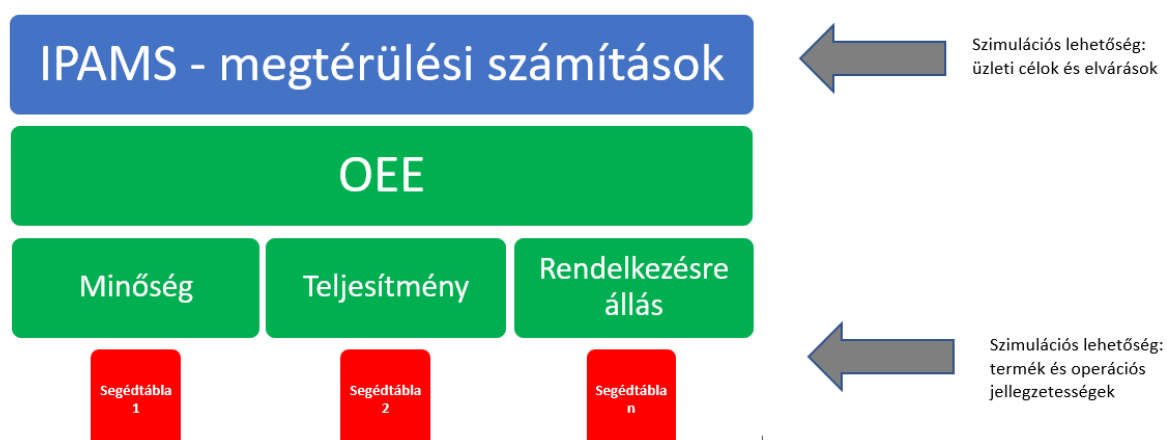 IPAMS - megtérülési számítások
Szimulációs lehetőség:
üzleti célok és elvárások
OEE
Minőség
Teljesítmény
Rendelkezésre
állás
Szimulációs lehetőség:
termék és operációs
jellegzetességek
Segédtábla
1
Segédtábla
2
Segédtábla
n